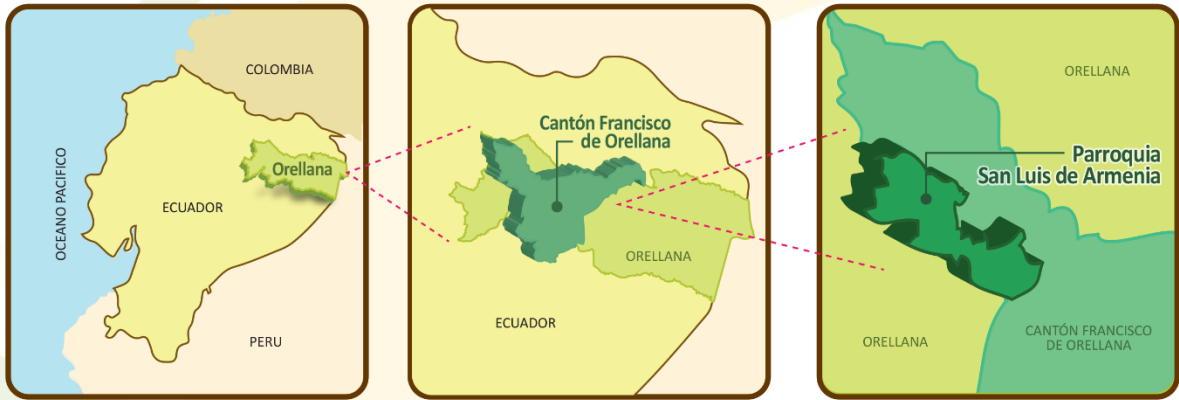 COLOMBIA
OCEANO PACIFICO
Orellana
ECUADOR
PERU
Cantón Francisco
de Orellana
ORELLANA
ECUADOR
ORELLANA
Parroquia
San Luis de Armenia
ORELLANA
CANTÓN FRANCISCO
DE ORELLANA